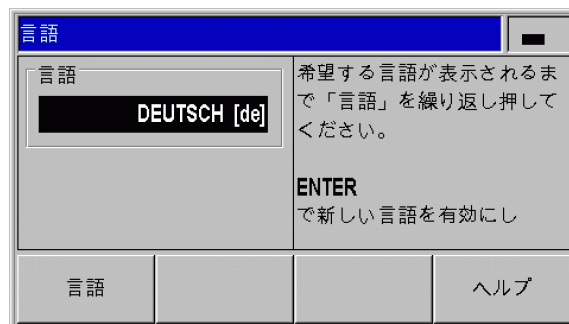 言語
言語
DEUTSCH [de]
希望する言語が表示されるま
で「言語」を繰り返し押して
ください。
ENTER
で新しい言語を有効にし
言語
ヘルプ